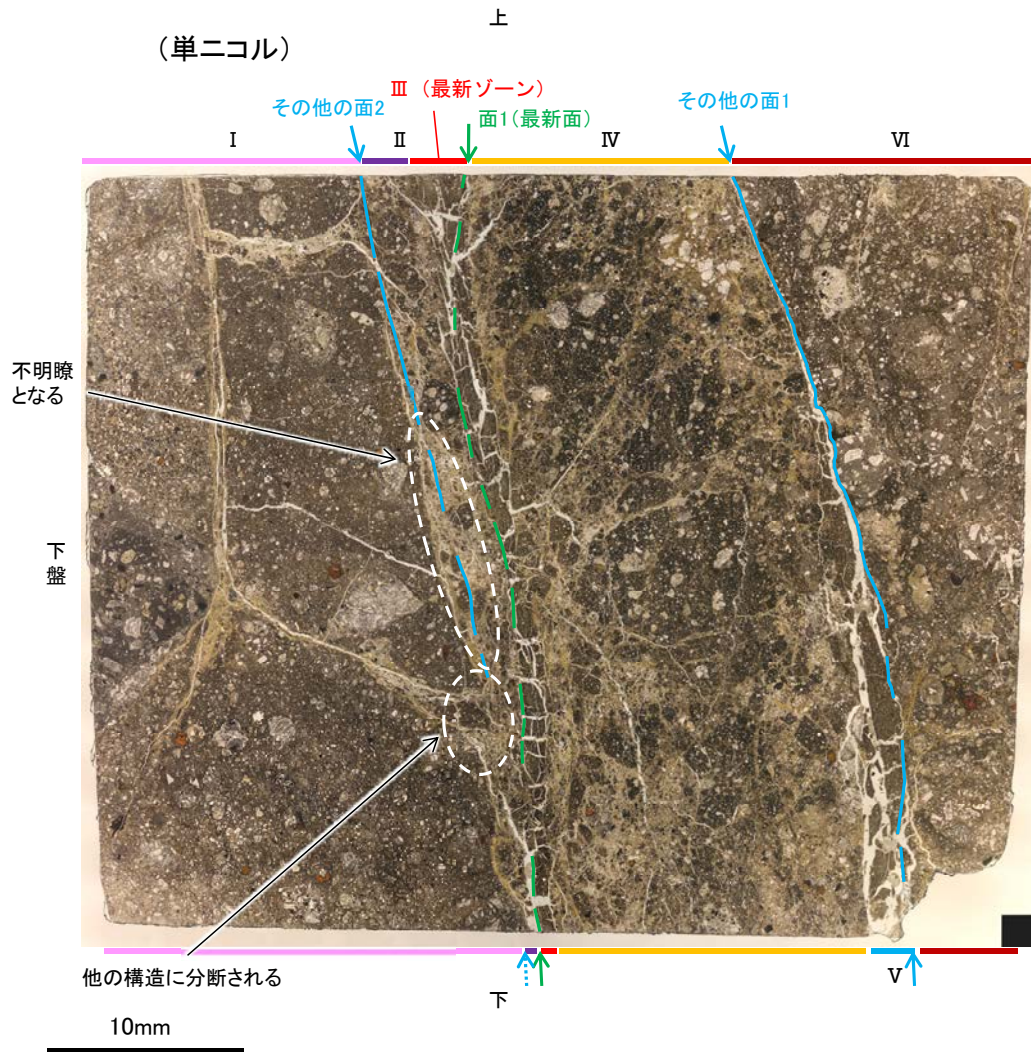 上
(単ニコル)
Ⅲ(最新ゾーン)
その他の面2
面1(最新面)
その他の面1
Ⅰ
Ⅱ
Ⅳ
Ⅵ
不明瞭
となる
下
盤
他の構造に分断される
Ⅴ
下
10mm